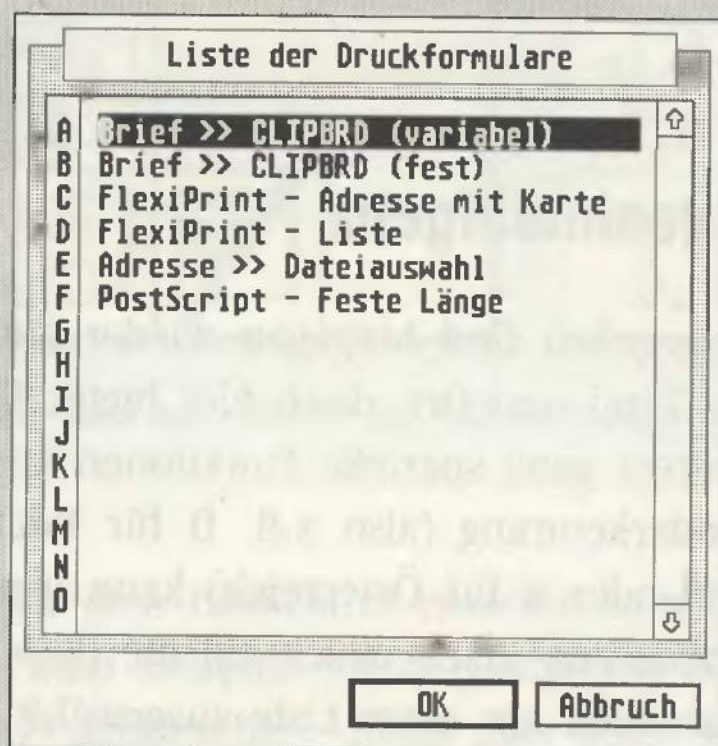 Liste der Druckformulare
A Brief >> CLIPBRD (variabel)
B Brief >> CLIPBRD (fest)
C FlexiPrint - Adresse mit Karte
D FlexiPrint - Liste
E Adresse >> Dateiauswahl
F PostScript - Feste Länge
G
H
I
J
K
L
M
N
O
OK Abbruch